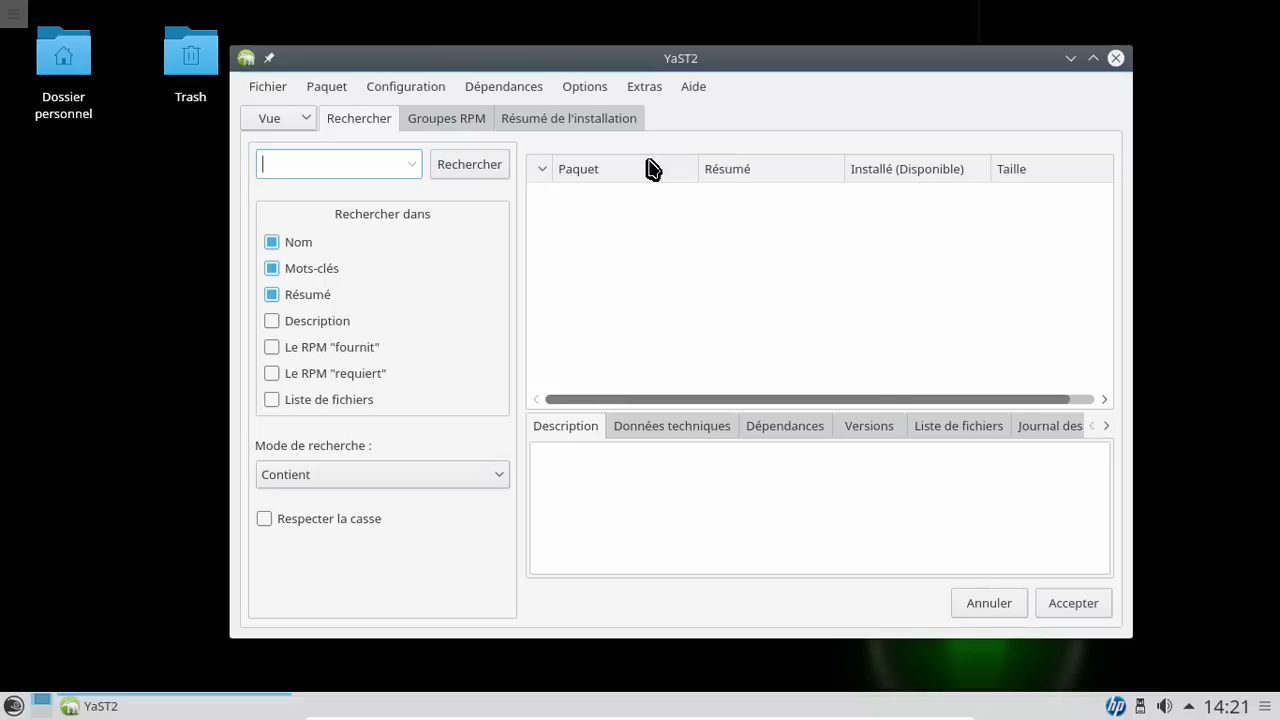 Dossier
personnel
Trash
YaST2
Fichier Paquet Configuration Dépendances Options Extras Aide
Vue Rechercher Groupes RPM Résumé de l'installation
Rechercher
Paquet Résumé Installé (Disponible) Taille
Rechercher dans
Nom
Mots-clés
Résumé
Description
Le RPM "fournit"
Le RPM "requiert"
Liste de fichiers
Description Données techniques Dépendances Versions Liste de fichiers Journal des
Mode de recherche :
Contient
Respecter la casse
Annuler Accepter
YaST2
hp
14:21